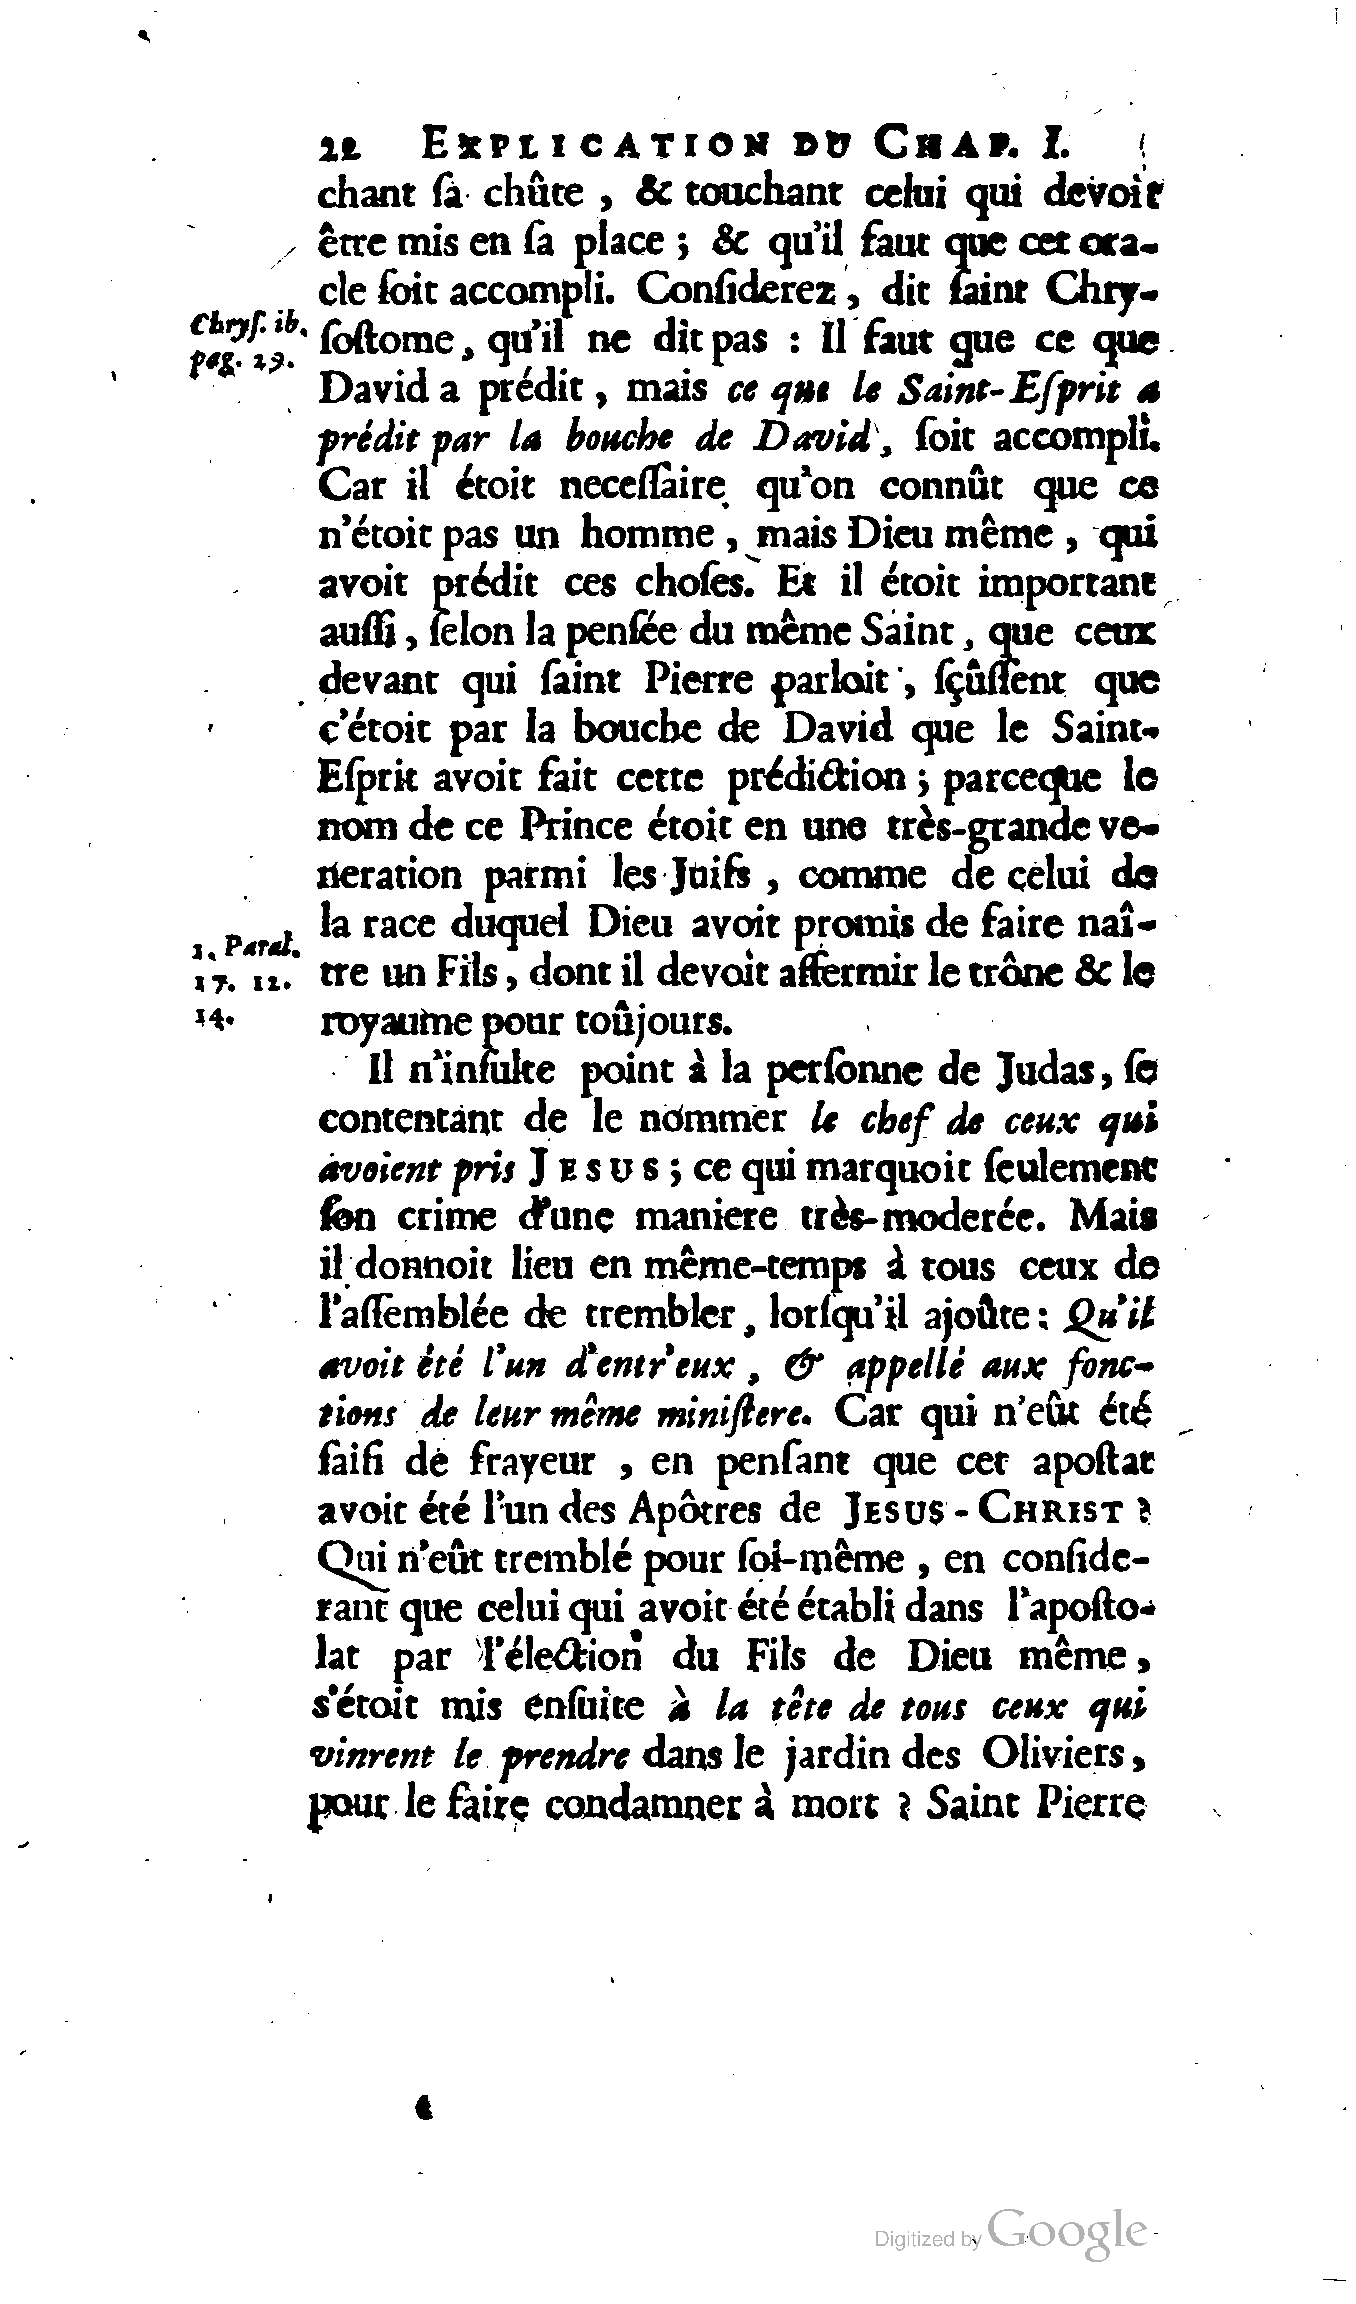 22 EXPLICATION DU CHAP. I.
chant ſa chûte , & touchant celui qui devoit
être mis en ſa place ; & qu'il faut que cet ora-
cle ſoit accompli. Conſiderez , dit ſaint Chry-
Chryſ. ib.
pag. 29.
ſoſtome, qu'il ne dit pas : Il faut que ce que
David a prédit , mais ce que le Saint-Eſprit a
prédit par la bouche de David, ſoit accompli.
Car il étoit neceſſaire qu'on connût que ce
n'étoit pas un homme , mais Dieu même , qui
avoit prédit ces choſes. Et il étoit important
auſſi , ſelon la penſée du même Saint , que ceux
devant qui ſaint Pierre parloit , ſçûſſent que
c'étoit par la bouche de David que le Saint-
Eſprit avoit fait cette prédiction ; parceque le
nom de ce Prince étoit en une très-grande ve-
neration parmi les Juifs , comme de celui de
la race duquel Dieu avoit promis de faire naî-
1. Paral.
17. 12.
14.
tre un Fils , dont il devoit affermir le trône & le
royaume pour toûjours.
Il n'inſulte point à la perſonne de Judas, ſe
contentant de le nommer le chef de ceux qui
avoient pris JESUS ; ce qui marquoit ſeulement
ſon crime d'une maniere très-moderée. Mais
il donnoit lieu en même-temps à tous ceux de
l'aſſemblée de trembler, lorſqu'il ajoûte : Qu'il
avoit été l'un d'entr'eux , & appellé aux fonc-
tions de leur même miniſtere. Car qui n'eût été
ſaiſi de frayeur , en penſant que cet apoſtat
avoit été l'un des Apôtres de JESUS-CHRIST ?
Qui n'eût tremblé pour ſoi-même , en conſide-
rant que celui qui avoit été établi dans l'apoſto-
lat par l'élection du Fils de Dieu même ,
s'étoit mis enſuite à la tête de tous ceux qui
vinrent le prendre dans le jardin des Oliviers ,
pour le faire condamner à mort ? Saint Pierre
Digitized by Google